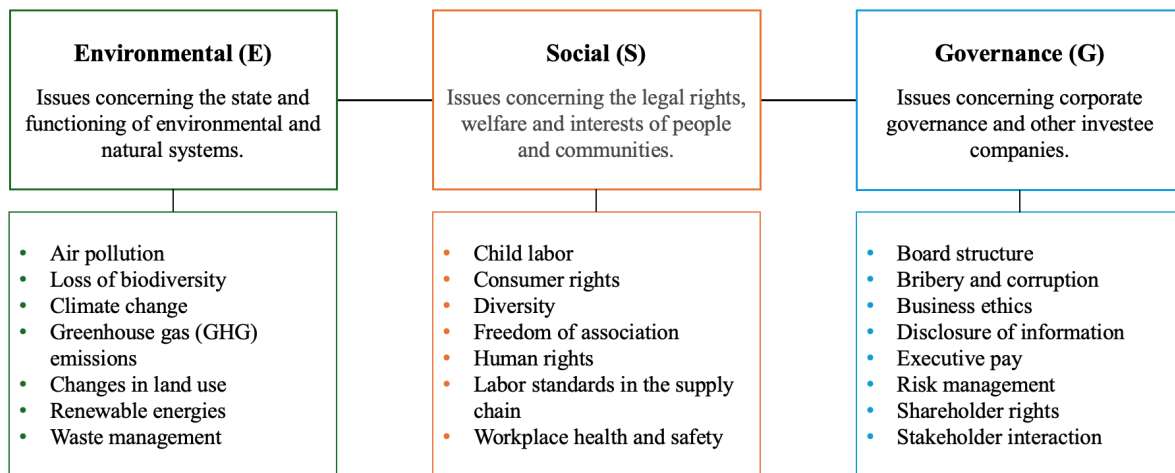 Environmental (E)
Issues concerning the state and
functioning of environmental and
natural systems.
Social (S)
Issues concerning the legal rights,
welfare and interests of people
and communities.
Governance (G)
Issues concerning corporate
governance and other investee
companies.
• Air pollution
• Loss of biodiversity
• Climate change
• Greenhouse gas (GHG)
emissions
• Changes in land use
• Renewable energies
• Waste management
• Child labor
• Consumer rights
• Diversity
• Freedom of association
• Human rights
• Labor standards in the supply
chain
• Workplace health and safety
• Board structure
• Bribery and corruption
• Business ethics
• Disclosure of information
• Executive pay
• Risk management
• Shareholder rights
• Stakeholder interaction